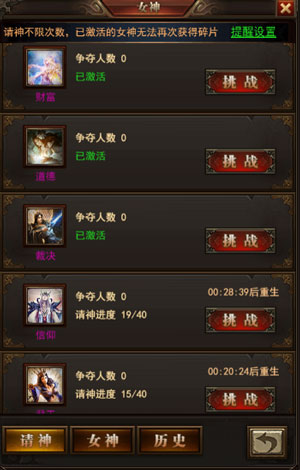 女神
请神不限次数，已激活的女神无法再次获得碎片 提醒设置
争夺人数 0
已激活
挑战
财富
争夺人数 0
已激活
挑战
道德
争夺人数 0
已激活
挑战
裁决
争夺人数 0 00:28:39后重生
请神进度 19/40
挑战
信仰
争夺人数 0 00:20:24后重生
请神进度 15/40
挑战
请神 女神 历史